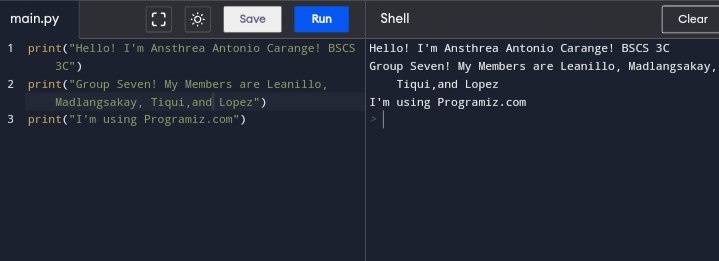 main.py
Save
Run
Shell
Clear
1 print("Hello! I'm Ansthrea Antonio Carange! BSCS
3C")
2 print("Group Seven! My Members are Leanillo,
Madlangsakay, Tiqui,and Lopez")
3 print("I'm using Programiz.com")
Hello! I'm Ansthrea Antonio Carange! BSCS 3C
Group Seven! My Members are Leanillo, Madlangsakay,
Tiqui,and Lopez
I'm using Programiz.com
>